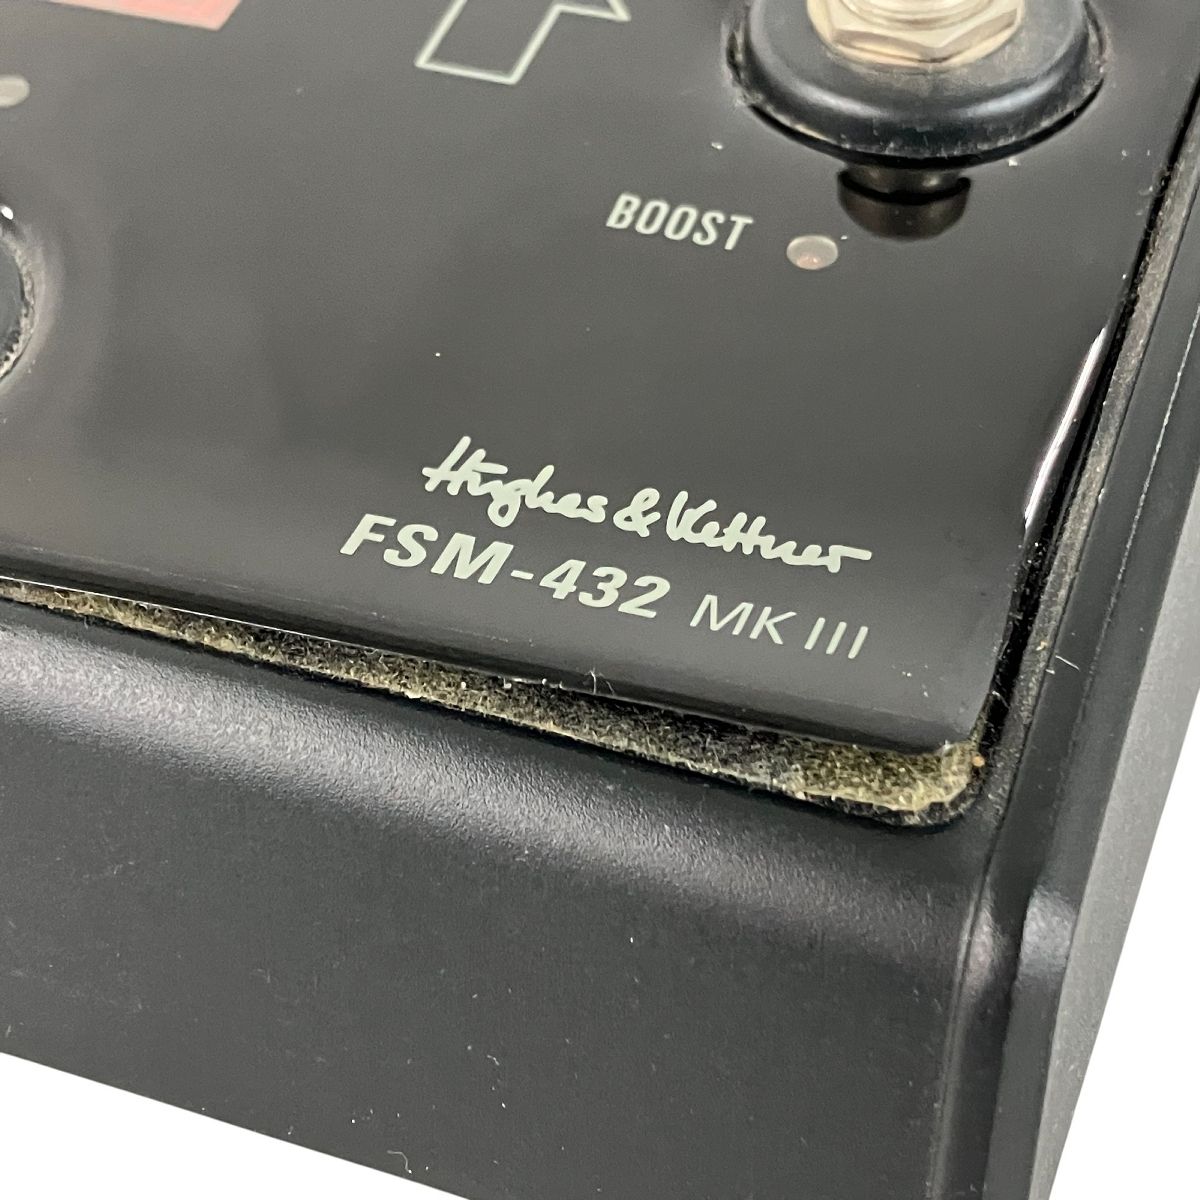 BOOST
Hughes & Kettner
FSM-432 MK III